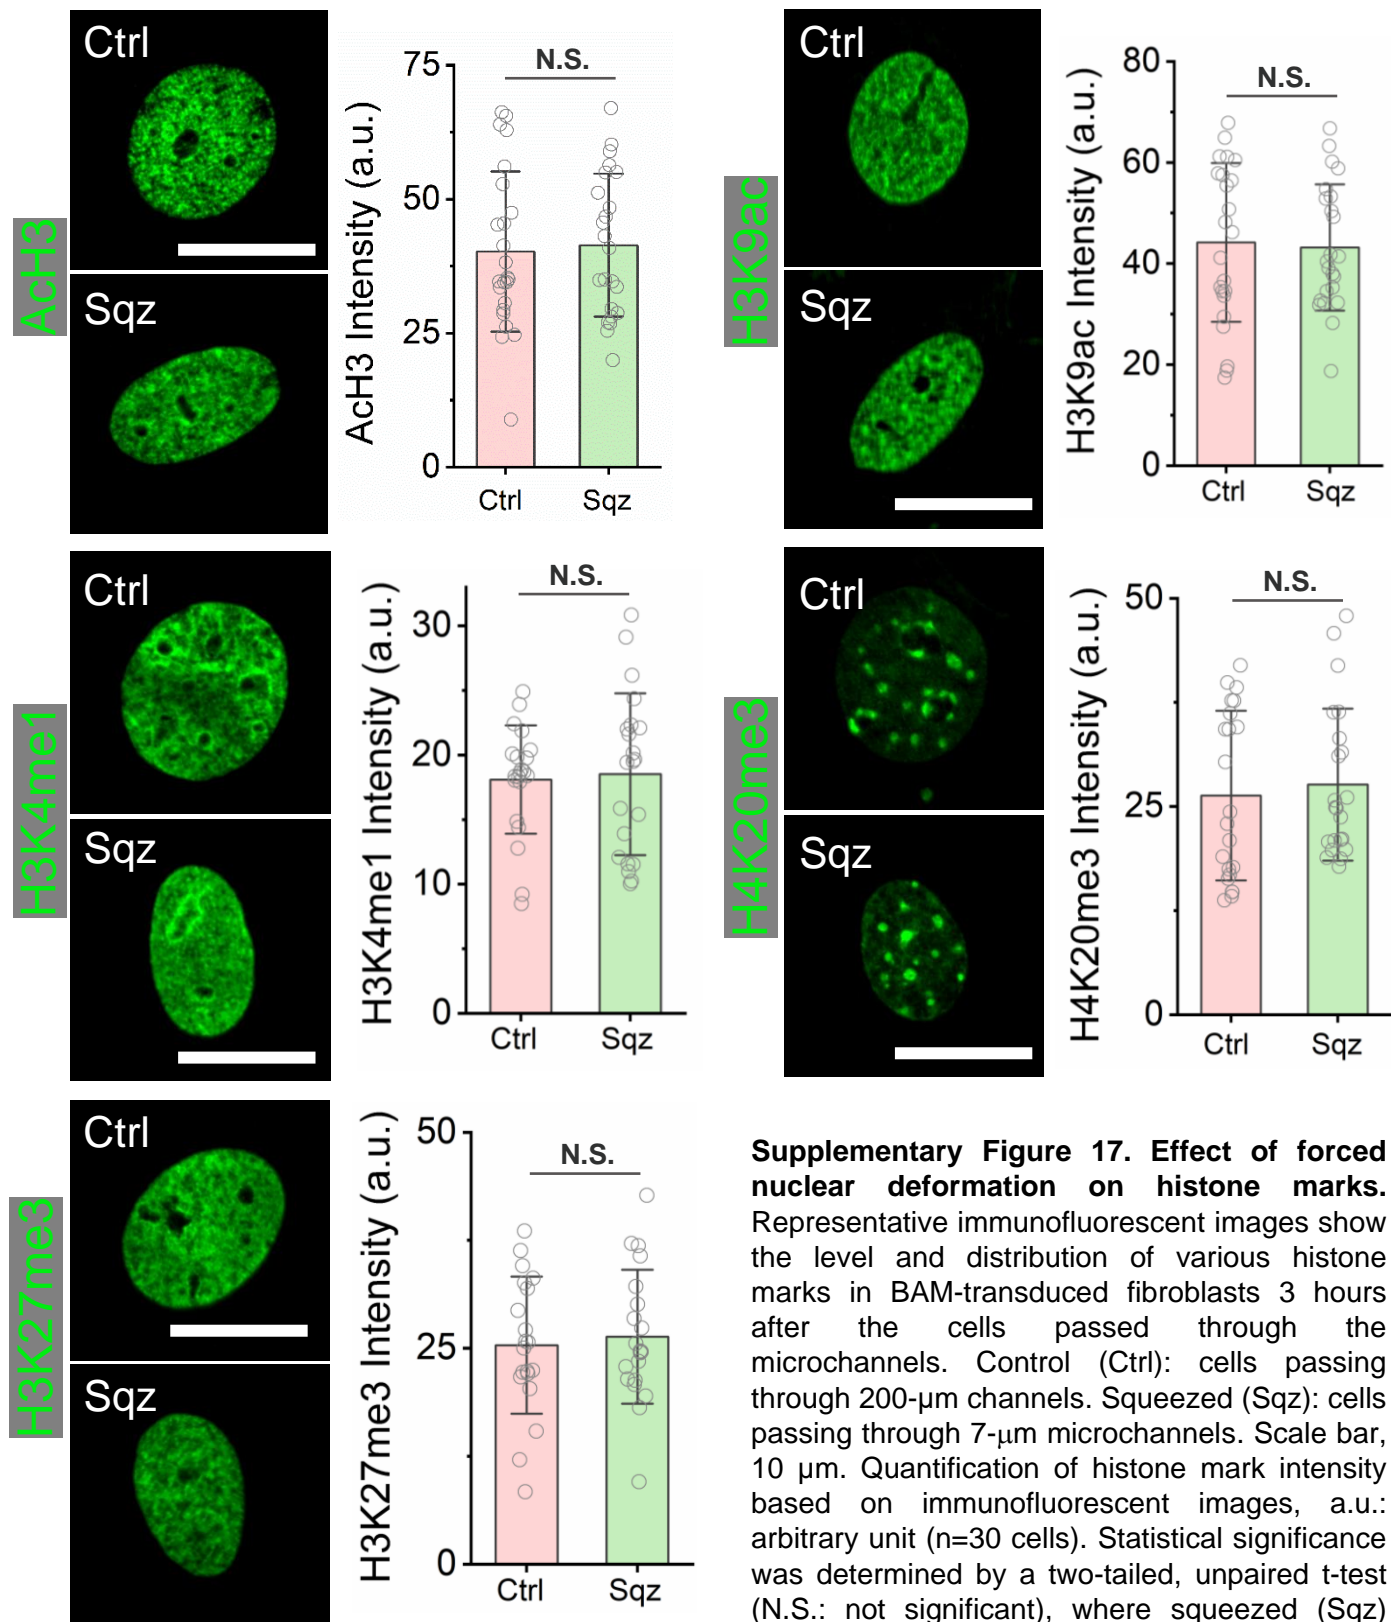 Ctrl
Sqz
AcH3
AcH3 Intensity (a.u.)
75
50
25
0
N.S.
Ctrl
Sqz
Ctrl
Sqz
H3K9ac
H3K9ac Intensity (a.u.)
80
60
40
20
0
N.S.
Ctrl
Sqz
Ctrl
Sqz
H3K4me1
H3K4me1 Intensity (a.u.)
30
20
10
0
N.S.
Ctrl
Sqz
Ctrl
Sqz
H4K20me3
H4K20me3 Intensity (a.u.)
50
25
0
N.S.
Ctrl
Sqz
Ctrl
Sqz
H3K27me3
H3K27me3 Intensity (a.u.)
50
25
0
N.S.
Ctrl
Sqz
Supplementary Figure 17. Effect of forced
nuclear deformation on histone marks.
Representative immunofluorescent images show
the level and distribution of various histone
marks in BAM-transduced fibroblasts 3 hours
after the cells passed through the
microchannels. Control (Ctrl): cells passing
through 200-µm channels. Squeezed (Sqz): cells
passing through 7-µm microchannels. Scale bar,
10 µm. Quantification of histone mark intensity
based on immunofluorescent images, a.u.:
arbitrary unit (n=30 cells). Statistical significance
was determined by a two-tailed, unpaired t-test
(N.S.: not significant), where squeezed (Sqz)